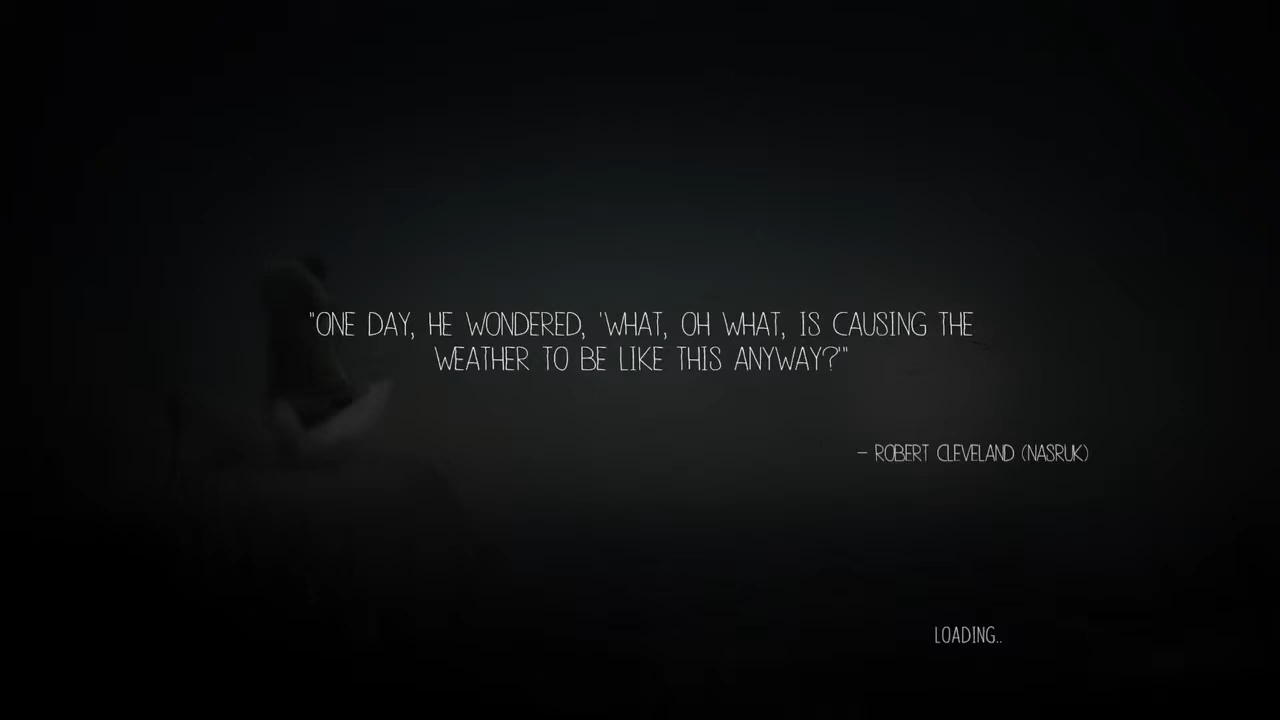 "ONE DAY, HE WONDERED, 'WHAT, OH WHAT, IS CAUSING THE
WEATHER TO BE LIKE THIS ANYWAY?'"
- ROBERT CLEVELAND (NASRUK)
LOADING..